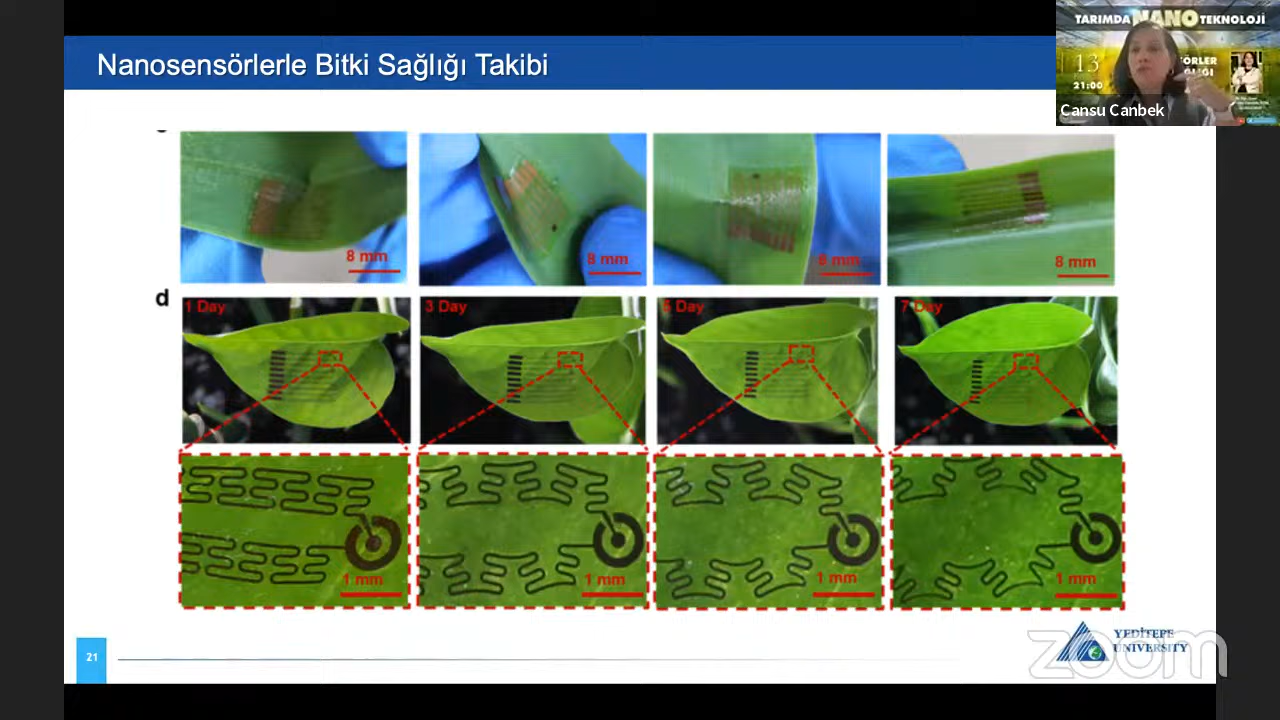 Nanosensörlerle Bitki Sağlığı Takibi
TARIMDA NANO TEKNOLOJİ
13
21:00
Cansu Canbek
8 mm
8 mm
8 mm
8 mm
d
1 Day
3 Day
5 Day
7 Day
1 mm
1 mm
1 mm
1 mm
21
YEDİTEPE
UNIVERSITY
zoom